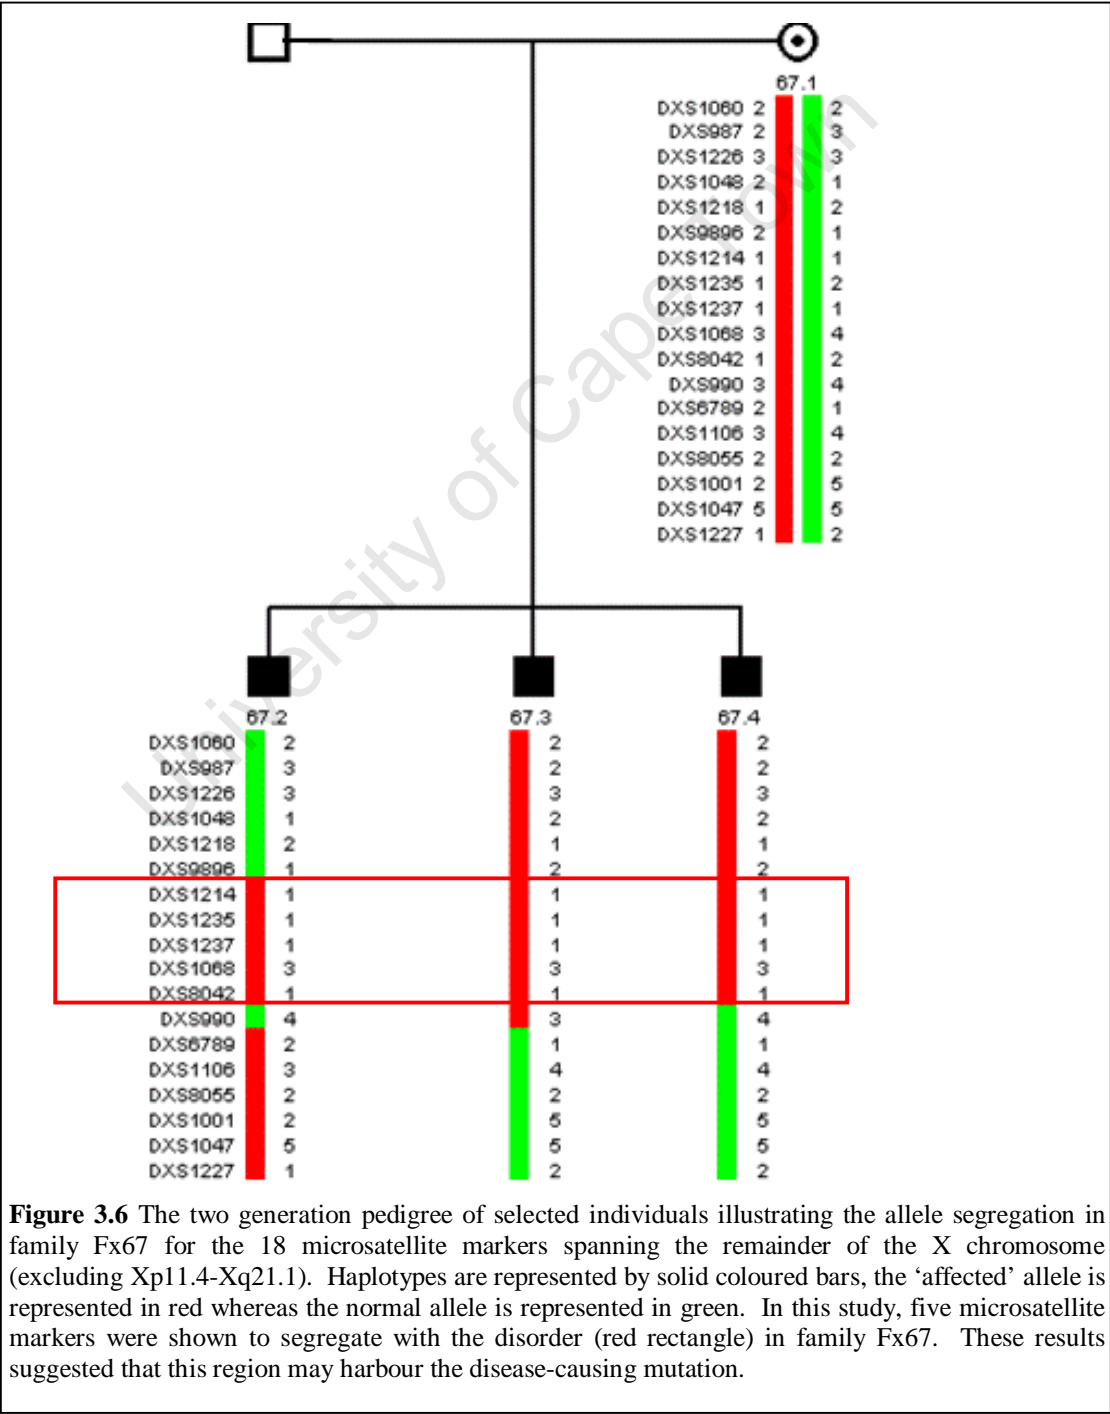 67.1
DXS1060 2 2
DXS987 2 3
DXS1226 3 3
DXS1048 2 1
DXS1218 1 2
DXS9896 2 1
DXS1214 1 1
DXS1235 1 2
DXS1237 1 1
DXS1068 3 4
DXS8042 1 2
DXS990 3 4
DXS6789 2 1
DXS1106 3 4
DXS8055 2 2
DXS1001 2 5
DXS1047 5 5
DXS1227 1 2
University of Cape Town
67.2 67.3 67.4
DXS1060 2 2 2
DXS987 3 2 2
DXS1226 3 3 3
DXS1048 1 2 2
DXS1218 2 1 1
DXS9896 1 2 2
DXS1214 1 1 1
DXS1235 1 1 1
DXS1237 1 1 1
DXS1068 3 3 3
DXS8042 1 1 1
DXS990 4 3 4
DXS6789 2 1 1
DXS1106 3 4 4
DXS8055 2 2 2
DXS1001 2 5 5
DXS1047 5 5 5
DXS1227 1 2 2
Figure 3.6 The two generation pedigree of selected individuals illustrating the allele segregation in
family Fx67 for the 18 microsatellite markers spanning the remainder of the X chromosome
(excluding Xp11.4-Xq21.1). Haplotypes are represented by solid coloured bars, the ‘affected’ allele is
represented in red whereas the normal allele is represented in green. In this study, five microsatellite
markers were shown to segregate with the disorder (red rectangle) in family Fx67. These results
suggested that this region may harbour the disease-causing mutation.